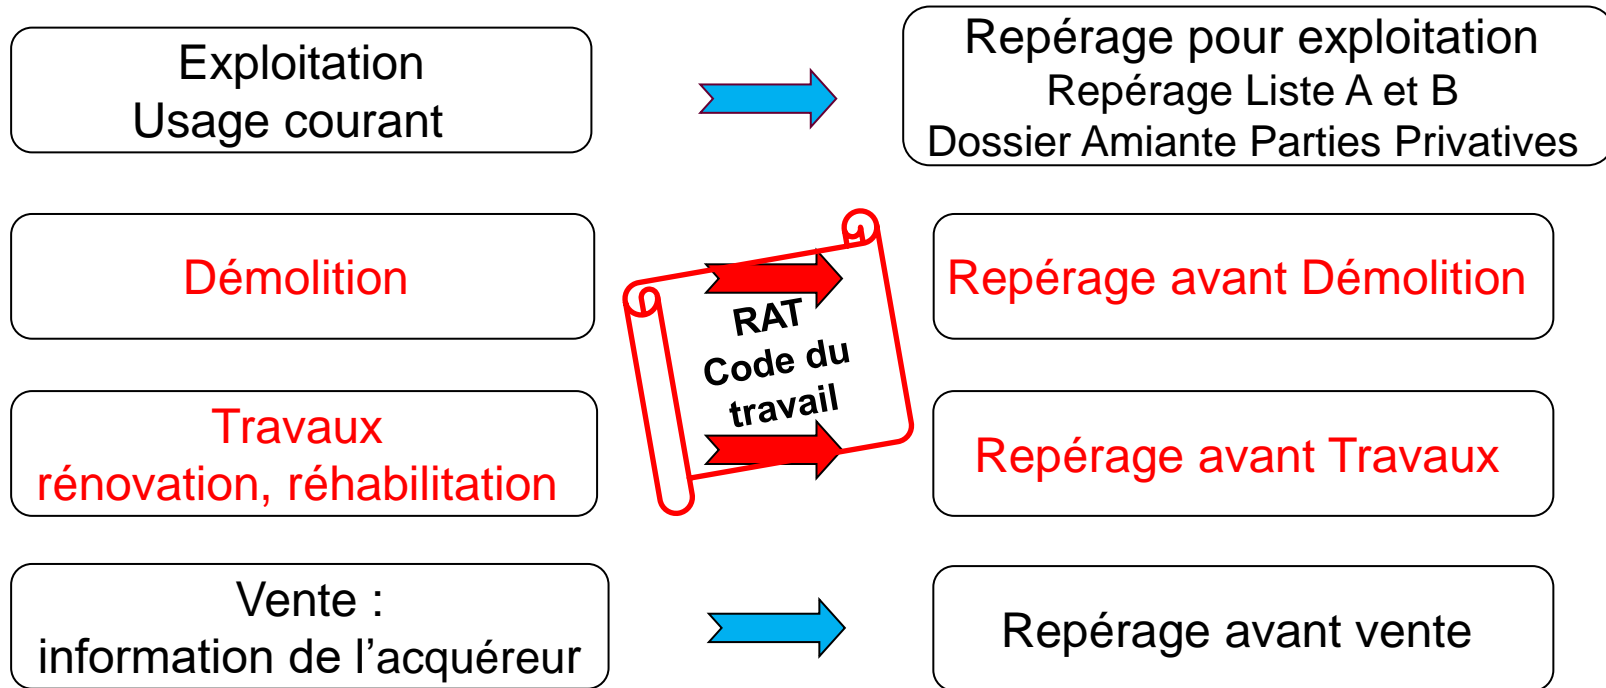 Exploitation
Usage courant
Repérage pour exploitation
Repérage Liste A et B
Dossier Amiante Parties Privatives
Démolition
RAT
Code du
travail
Repérage avant Démolition
Travaux
rénovation, réhabilitation
Repérage avant Travaux
Vente :
information de l’acquéreur
Repérage avant vente